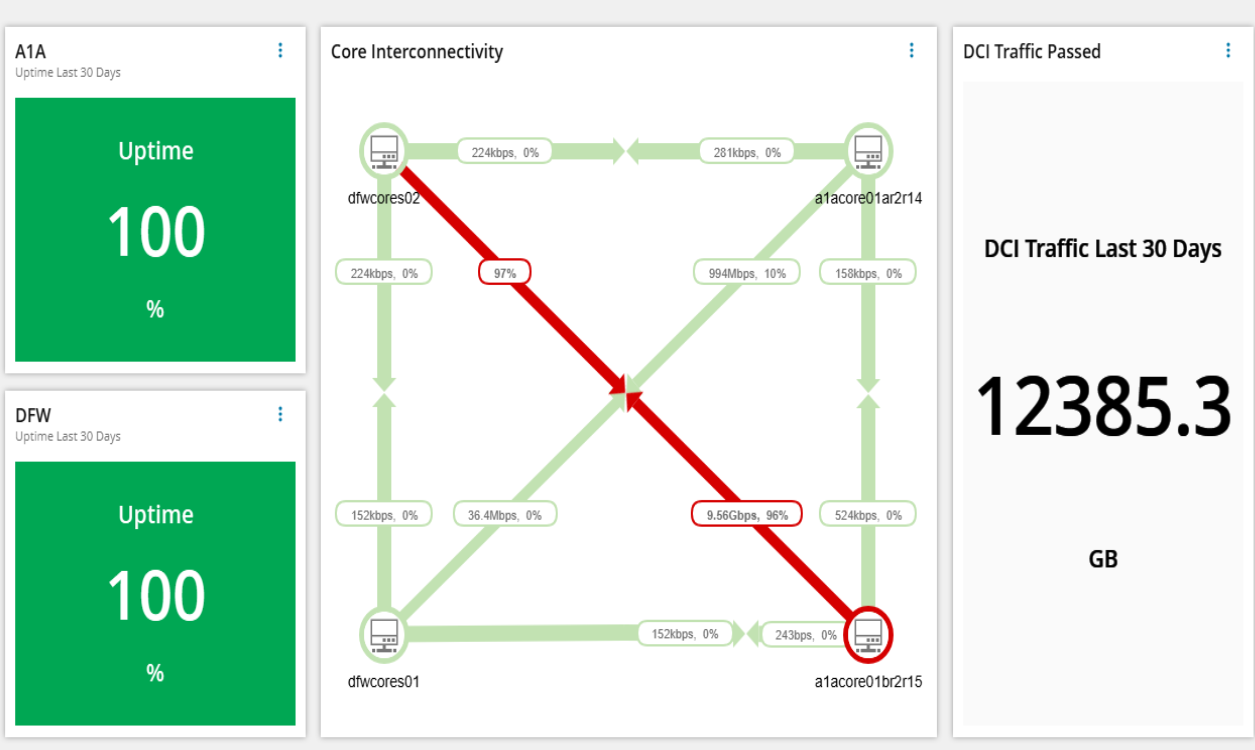 A1A
Uptime Last 30 Days
Uptime
100
%
DFW
Uptime Last 30 Days
Uptime
100
%
Core Interconnectivity
224kbps, 0%
281kbps, 0%
dfwcores02
a1acore01ar2r14
224kbps, 0%
97%
994Mbps, 10%
158kbps, 0%
152kbps, 0%
36.4Mbps, 0%
9.56Gbps, 96%
524kbps, 0%
152kbps, 0%
243bps, 0%
dfwcores01
a1acore01br2r15
DCI Traffic Passed
DCI Traffic Last 30 Days
12385.3
GB